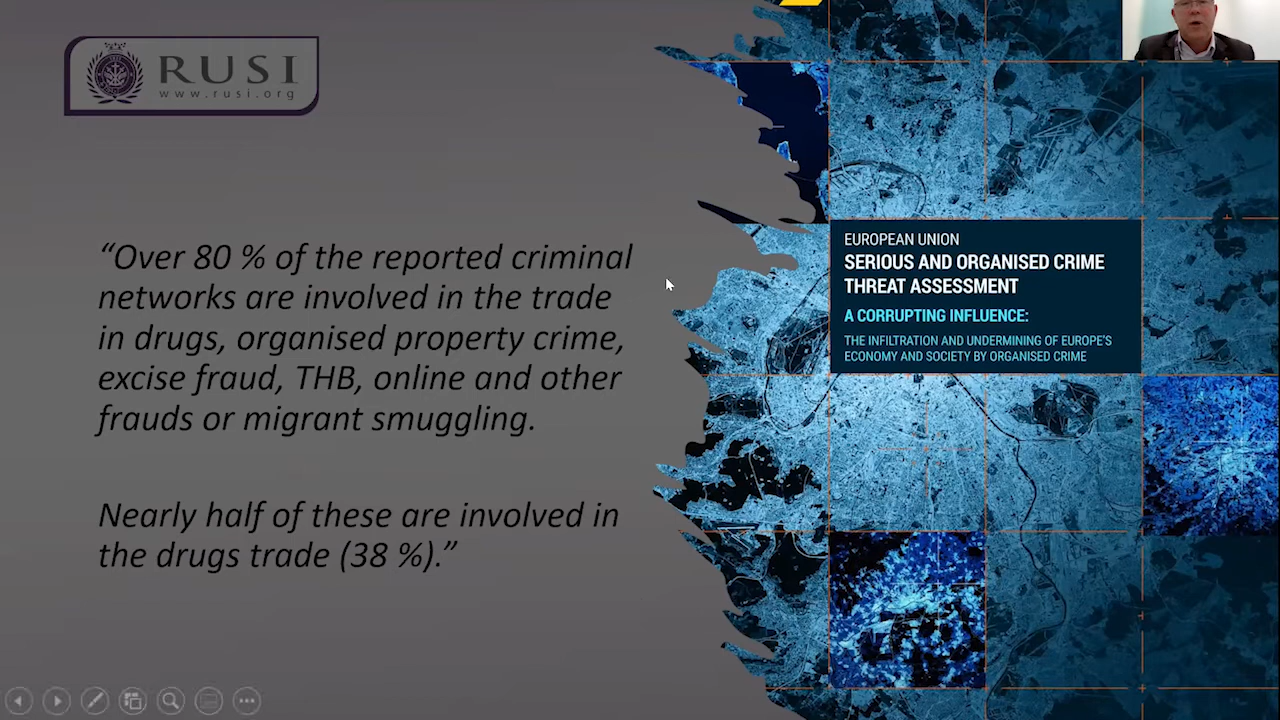 RUSI
www.rusi.org
“Over 80 % of the reported criminal
networks are involved in the trade
in drugs, organised property crime,
excise fraud, THB, online and other
frauds or migrant smuggling.
Nearly half of these are involved in
the drugs trade (38 %).”
EUROPEAN UNION
SERIOUS AND ORGANISED CRIME
THREAT ASSESSMENT
A CORRUPTING INFLUENCE:
THE INFILTRATION AND UNDERMINING OF EUROPE'S
ECONOMY AND SOCIETY BY ORGANISED CRIME